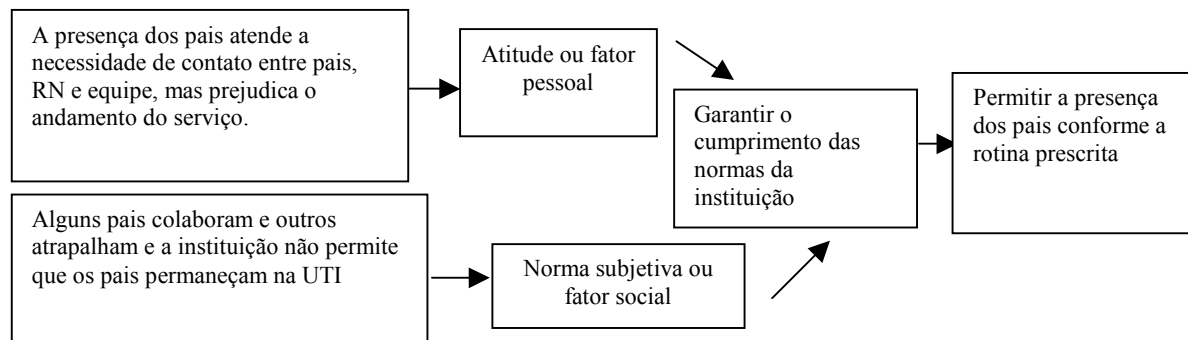 A presença dos pais atende a
necessidade de contato entre pais,
RN e equipe, mas prejudica o
andamento do serviço.
Atitude ou fator
pessoal
Garantir o
cumprimento das
normas da
instituição
Permitir a presença
dos pais conforme a
rotina prescrita
Alguns pais colaboram e outros
atrapalham e a instituição não permite
que os pais permaneçam na UTI
Norma subjetiva ou
fator social